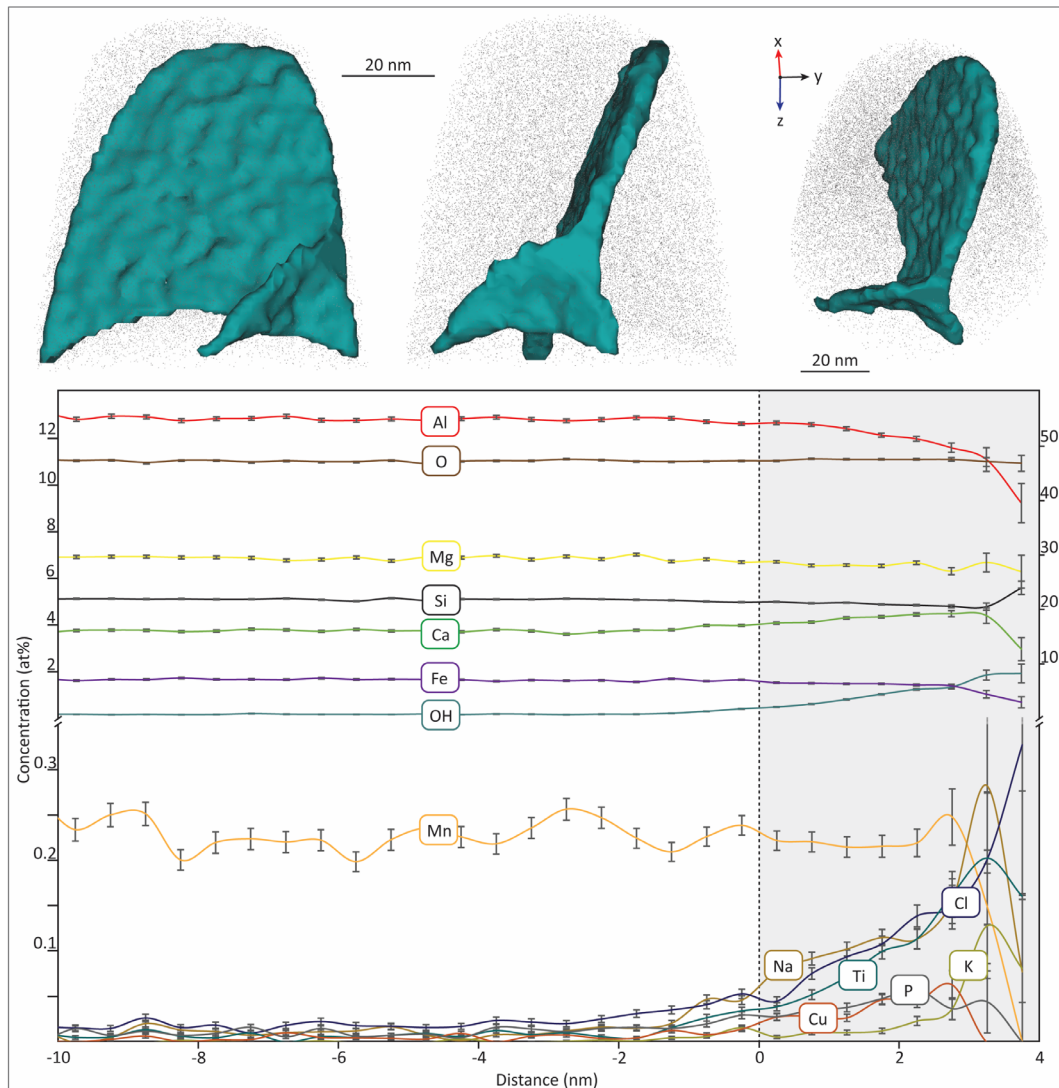 20 nm
x
y
z
20 nm
Al
O
Mg
Si
Ca
Fe
OH
Mn
Cl
Na
Ti
K
P
Cu
12
10
8
6
4
2
0.3
0.2
0.1
50
40
30
20
10
Concentration (at%)
-10
-8
-6
-4
-2
0
2
4
Distance (nm)